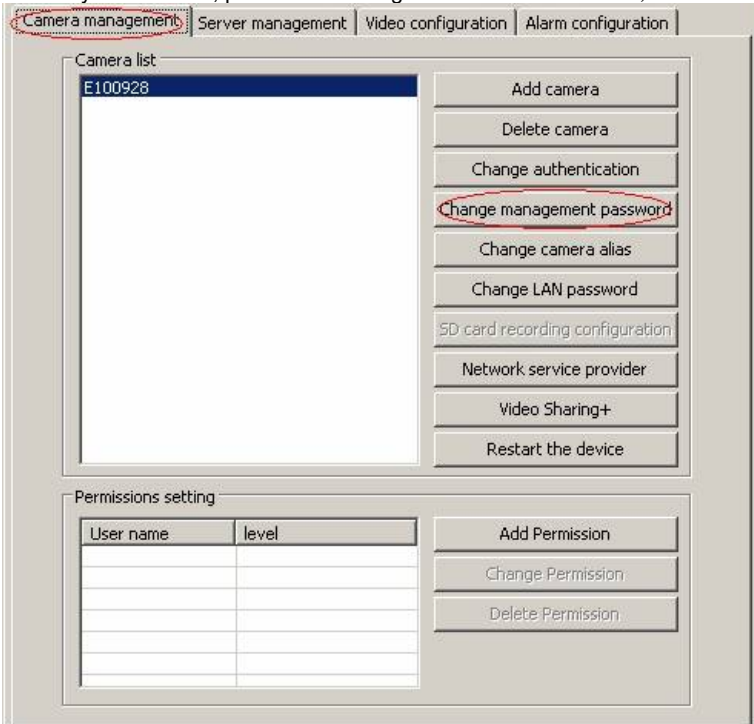 Camera management Server management Video configuration Alarm configuration
Camera list
E100928
Add camera
Delete camera
Change authentication
Change management password
Change camera alias
Change LAN password
SD card recording configuration
Network service provider
Video Sharing+
Restart the device
Permissions setting
User name level
Add Permission
Change Permission
Delete Permission